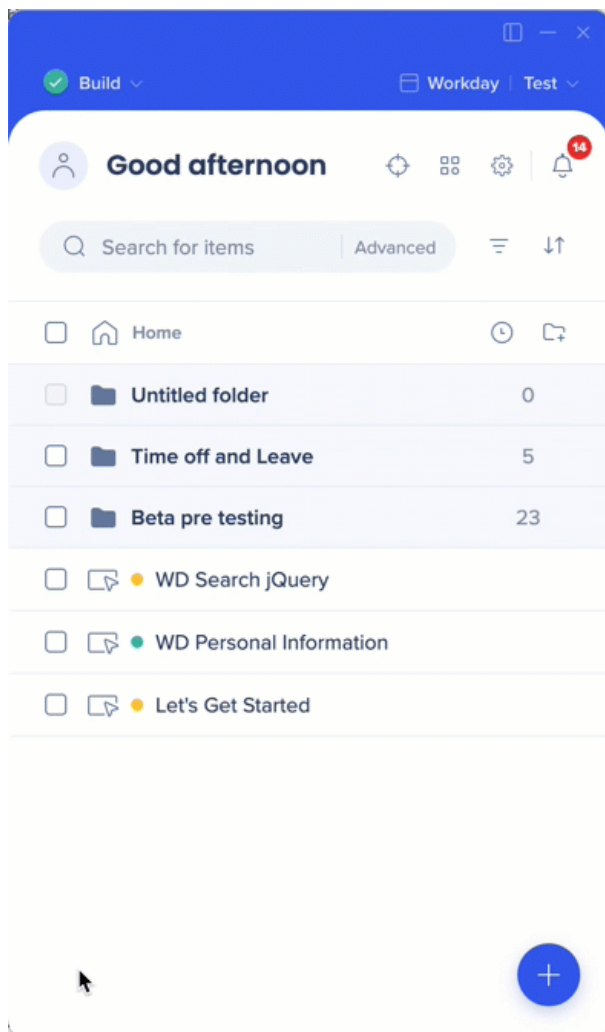 Build
Workday | Test
Good afternoon
14
Search for items
Advanced
Home
Untitled folder 0
Time off and Leave 5
Beta pre testing 23
WD Search jQuery
WD Personal Information
Let's Get Started